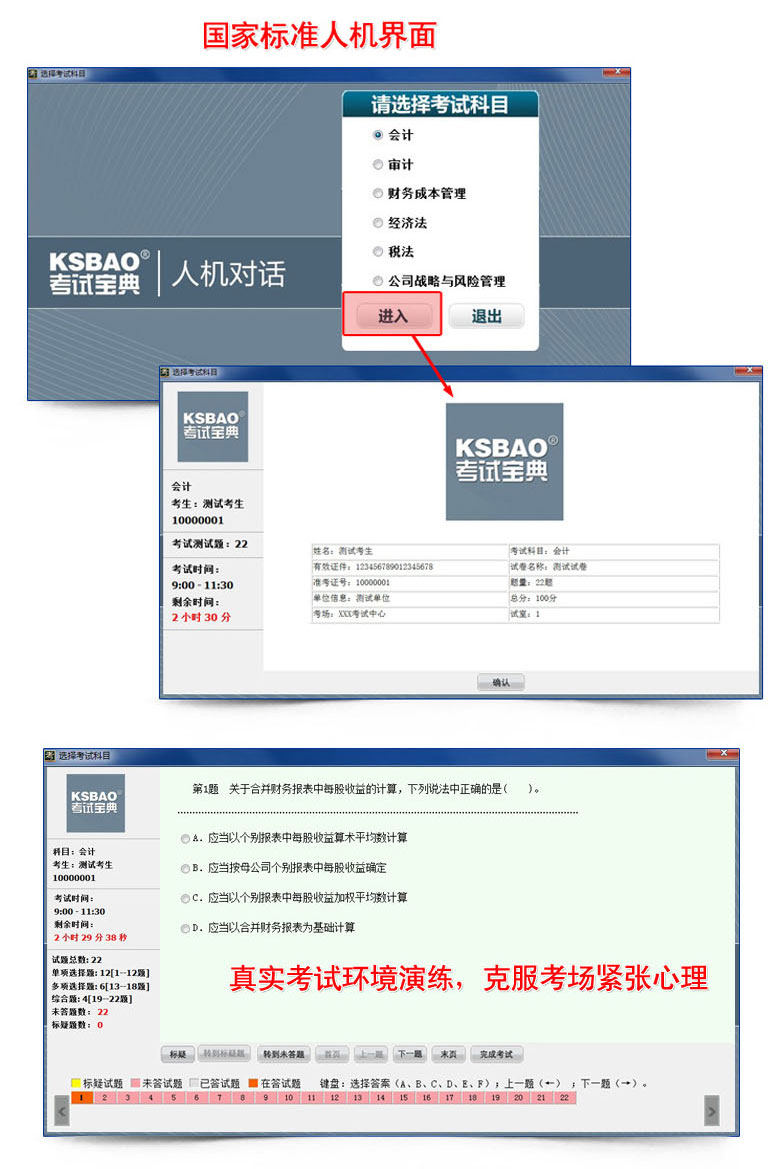 国家标准人机界面
选择考试科目
请选择考试科目
会计
审计
财务成本管理
经济法
税法
公司战略与风险管理
进入 退出
KSBAO®
考试宝典
人机对话
选择考试科目
KSBAO®
考试宝典
会计
考生：测试考生
10000001
考试测试题：22
考试时间：
9:00 - 11:30
剩余时间：
2 小时 30 分
KSBAO®
考试宝典
姓名：测试考生 考试科目：会计
有效证件：123456789012345678 试卷名称：测试试卷
准考证号：10000001 题量：22题
单位信息：测试单位 总分：100分
考场：XXX考试中心 试室：1
确认
选择考试科目
KSBAO®
考试宝典
科目：会计
考生：测试考生
10000001
考试时间：
9:00 - 11:30
剩余时间：
2 小时 29 分 38 秒
试题总数：22
单项选择题：12[1--12题]
多项选择题：6[13--18题]
综合题：4[19--22题]
未答题数： 22
标疑题数： 0
第1题 关于合并财务报表中每股收益的计算，下列说法中正确的是( )。
A．应当以个别报表中每股收益算术平均数计算
B．应当按母公司个别报表中每股收益确定
C．应当以个别报表中每股收益加权平均数计算
D．应当以合并财务报表为基础计算
真实考试环境演练，克服考场紧张心理
标疑 转到标疑题 转到未答题 首页 上一题 下一题 末页 完成考试
标疑试题 未答试题 已答试题 在答试题 键盘：选择答案（A、B、C、D、E、F）；上一题（←）；下一题（→）。
< 1 2 3 4 5 6 7 8 9 10 11 12 13 14 15 16 17 18 19 20 21 22 >